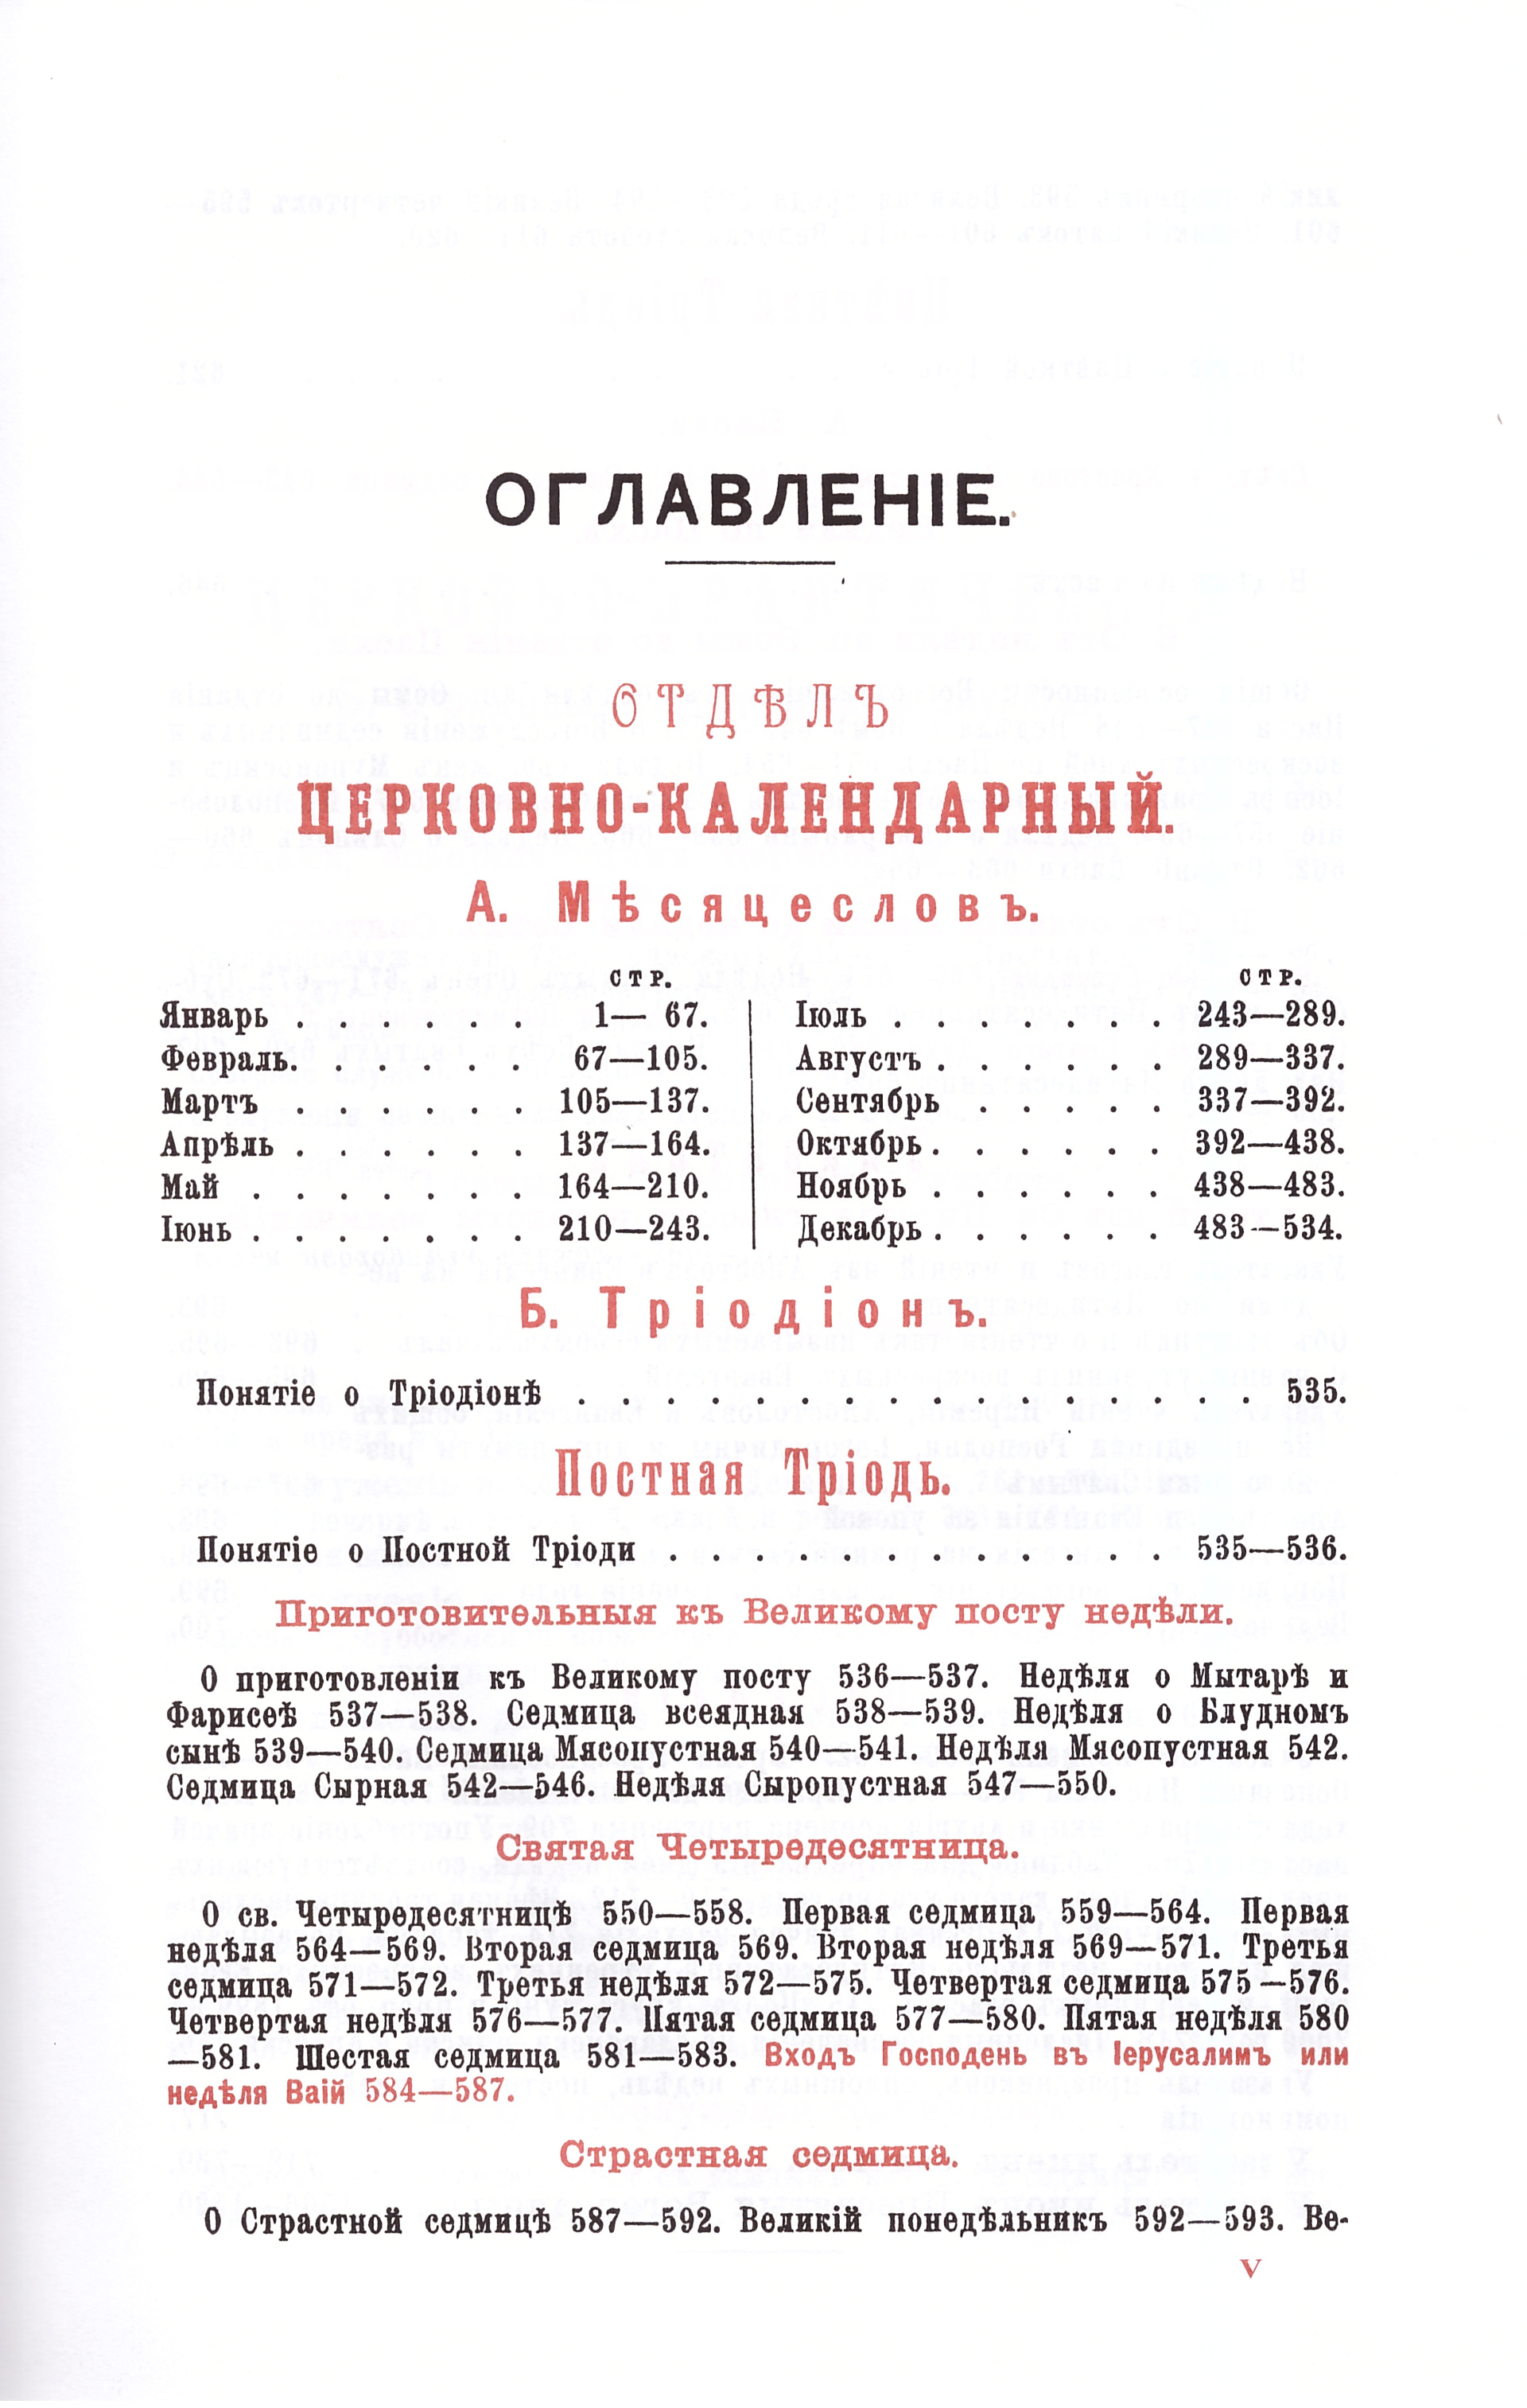 ОГЛАВЛЕНІЕ.
ОТДѢЛЪ
ЦЕРКОВНО-КАЛЕНДАРНЫЙ.
А. Мѣсяцесловъ.
СТР.
Январь . . . . . . 1— 67.
Февраль. . . . . . 67—105.
Мартъ . . . . . . 105—137.
Апрѣль . . . . . . 137—164.
Май . . . . . . . 164—210.
Іюнь . . . . . . . 210—243.
СТР.
Іюль . . . . . . . 243—289.
Августъ . . . . . . 289—337.
Сентябрь . . . . . 337—392.
Октябрь. . . . . . 392—438.
Ноябрь . . . . . . 438—483.
Декабрь. . . . . . 483—534.
Б. Тріодіонъ.
Понятіе о Тріодіонѣ . . . . . . . . . . . . . . . . . . 535.
Постная Тріодь.
Понятіе о Постной Тріоди . . . . . . . . . . . . . . 535—536.
Приготовительныя къ Великому посту недѣли.
О приготовленіи къ Великому посту 536—537. Недѣля о Мытарѣ и
Фарисеѣ 537—538. Седмица всеядная 538—539. Недѣля о Блудномъ
сынѣ 539—540. Седмица Мясопустная 540—541. Недѣля Мясопустная 542.
Седмица Сырная 542—546. Недѣля Сыропустная 547—550.
Святая Четыредесятница.
О св. Четыредесятницѣ 550—558. Первая седмица 559—564. Первая
недѣля 564—569. Вторая седмица 569. Вторая недѣля 569—571. Третья
седмица 571—572. Третья недѣля 572—575. Четвертая седмица 575—576.
Четвертая недѣля 576—577. Пятая седмица 577—580. Пятая недѣля 580
—581. Шестая седмица 581—583. Входъ Господень въ Іерусалимъ или
недѣля Ваій 584—587.
Страстная седмица.
О Страстной седмицѣ 587—592. Великій понедѣльникъ 592—593. Ве-
V